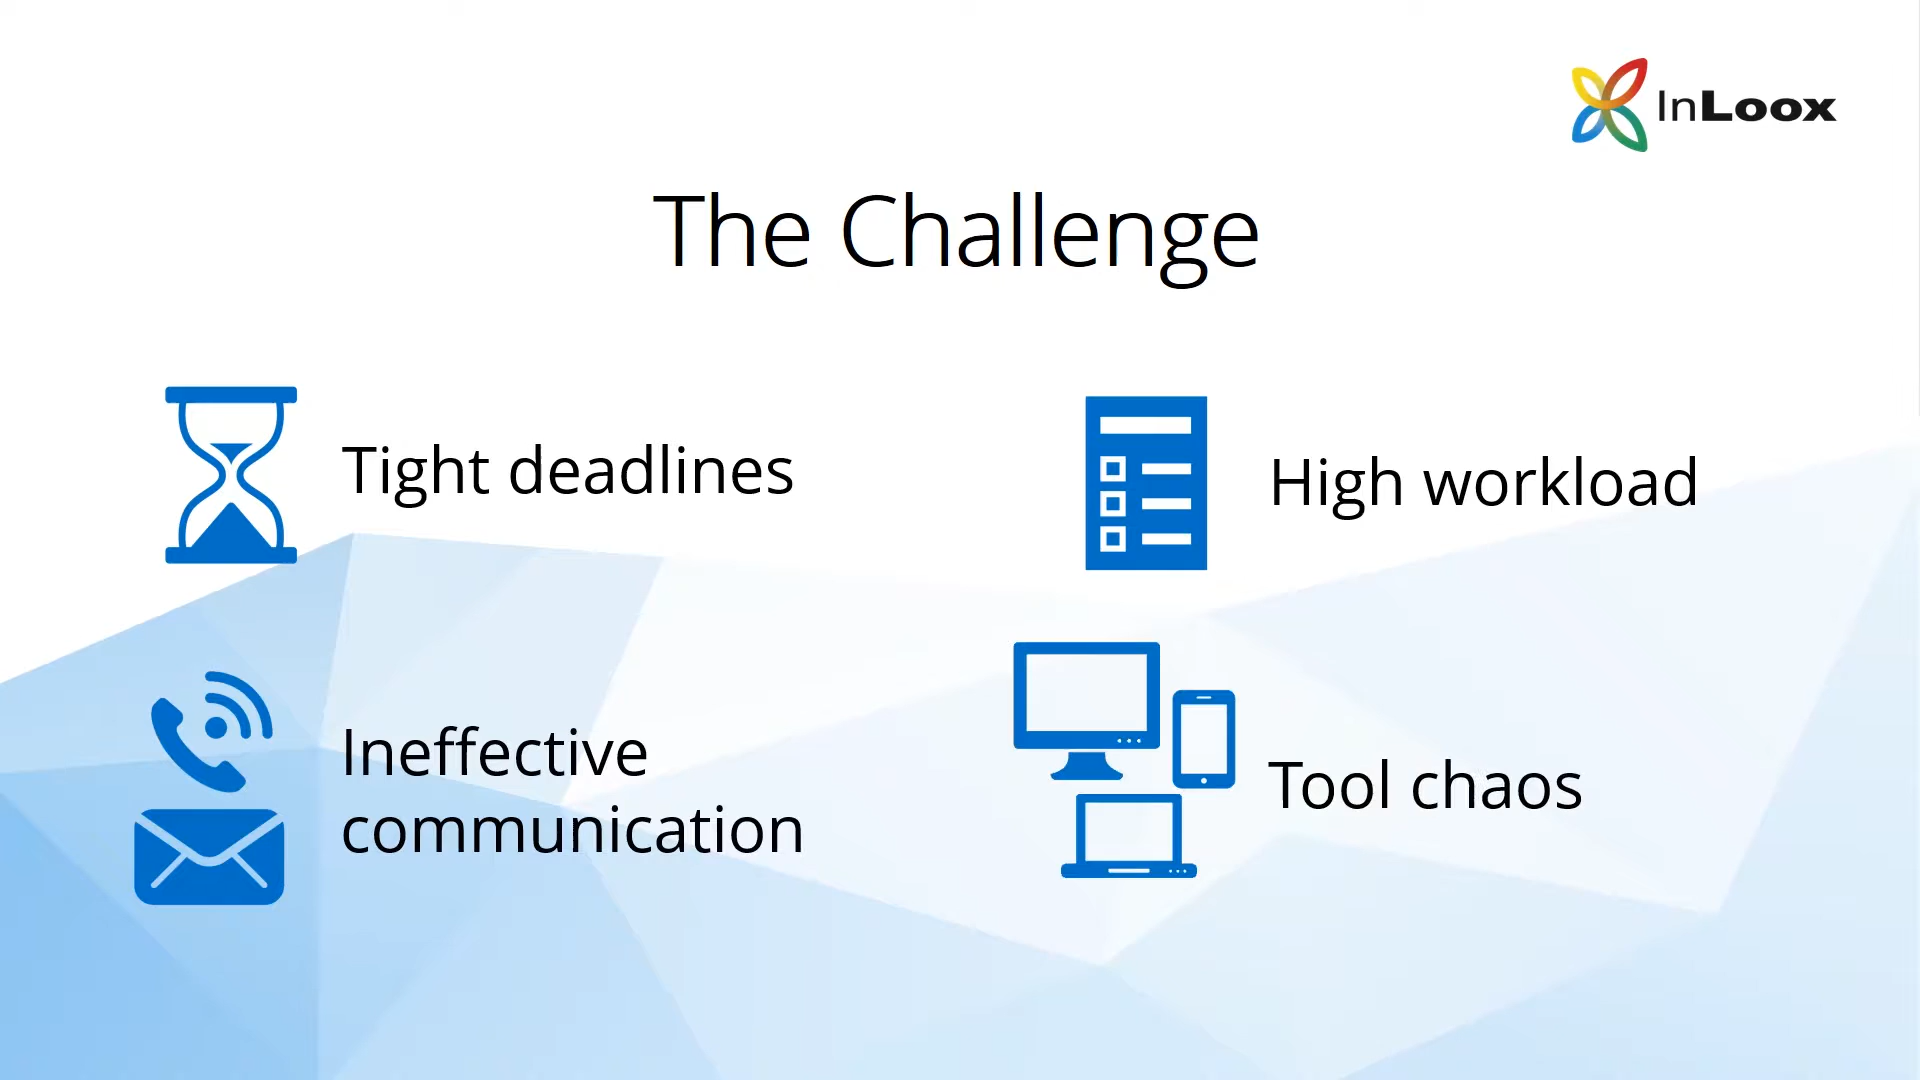 InLoox
The Challenge
Tight deadlines
High workload
Ineffective
communication
Tool chaos